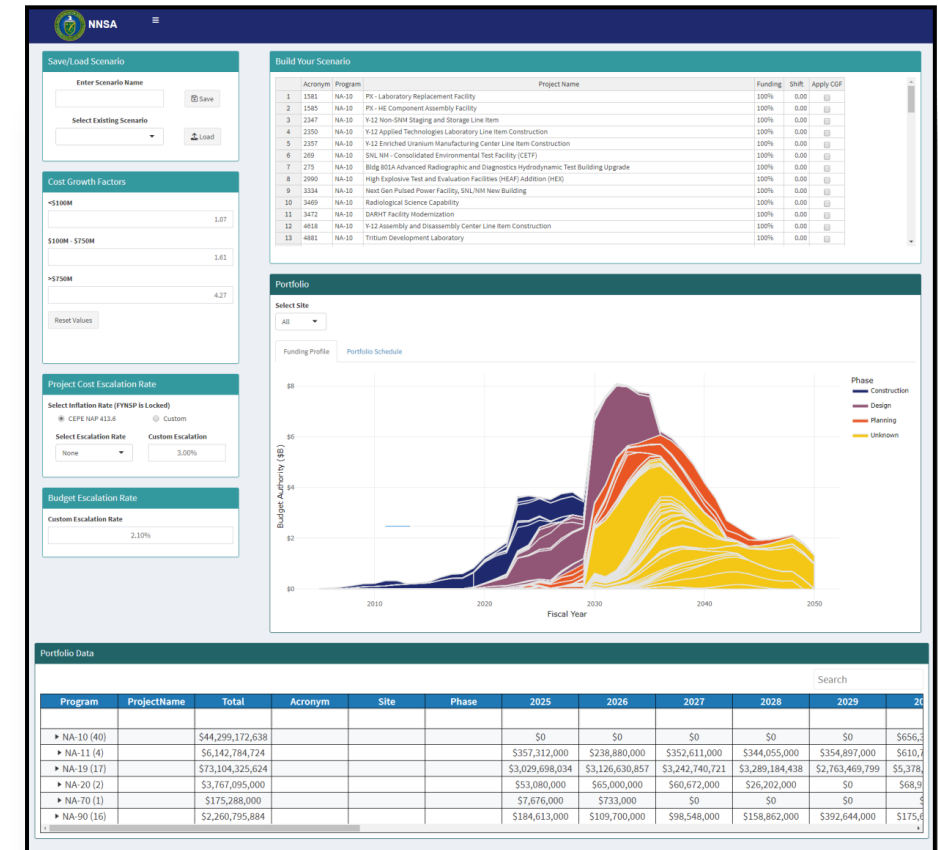 NNSA
Save/Load Scenario
Enter Scenario Name
Save
Select Existing Scenario
Load
Cost Growth Factors
<$100M
1.07
$100M - $750M
1.61
>$750M
4.27
Reset Values
Project Cost Escalation Rate
Select Inflation Rate (FYNSP is Locked)
CEPE NAP 413.6 Custom
Select Escalation Rate Custom Escalation
None 3.00%
Budget Escalation Rate
Custom Escalation Rate
2.10%
Build Your Scenario
Acronym Program Project Name Funding Shift Apply CGF
1 1581 NA-10 PX - Laboratory Replacement Facility 100% 0.00
2 1585 NA-10 PX - HE Component Assembly Facility 100% 0.00
3 2347 NA-10 Y-12 Non-SNM Staging and Storage Line Item 100% 0.00
4 2350 NA-10 Y-12 Applied Technologies Laboratory Line Item Construction 100% 0.00
5 2357 NA-10 Y-12 Enriched Uranium Manufacturing Center Line Item Construction 100% 0.00
6 269 NA-10 SNL NM - Consolidated Environmental Test Facility (CETF) 100% 0.00
7 275 NA-10 Bldg 801A Advanced Radiographic and Diagnostics Hydrodynamic Test Building Upgrade 100% 0.00
8 2990 NA-10 High Explosive Test and Evaluation Facilities (HEAF) Addition (HEX) 100% 0.00
9 3334 NA-10 Next Gen Pulsed Power Facility, SNL/NM New Building 100% 0.00
10 3469 NA-10 Radiological Science Capability 100% 0.00
11 3472 NA-10 DARHT Facility Modernization 100% 0.00
12 4618 NA-10 Y-12 Assembly and Disassembly Center Line Item Construction 100% 0.00
13 4881 NA-10 Tritium Development Laboratory 100% 0.00
Portfolio
Select Site
All
Funding Profile Portfolio Schedule
Budget Authority ($B)
$8
$6
$4
$2
$0
2010 2020 2030 2040 2050
Fiscal Year
Phase
Construction
Design
Planning
Unknown
Portfolio Data
Search
Program ProjectName Total Acronym Site Phase 2025 2026 2027 2028 2029 20
NA-10 (40) $44,299,172,638 $0 $0 $0 $0 $0 $656,3
NA-11 (4) $6,142,784,724 $357,312,000 $238,880,000 $352,611,000 $344,055,000 $354,897,000 $610,7
NA-19 (17) $73,104,325,624 $3,029,698,034 $3,126,630,857 $3,242,740,721 $3,289,184,438 $2,763,469,799 $5,378,
NA-20 (2) $3,767,095,000 $53,080,000 $65,000,000 $60,672,000 $26,202,000 $0 $68,9
NA-70 (1) $175,288,000 $7,676,000 $733,000 $0 $0 $0 $
NA-90 (16) $2,260,795,884 $184,613,000 $109,700,000 $98,548,000 $158,862,000 $392,644,000 $175,6